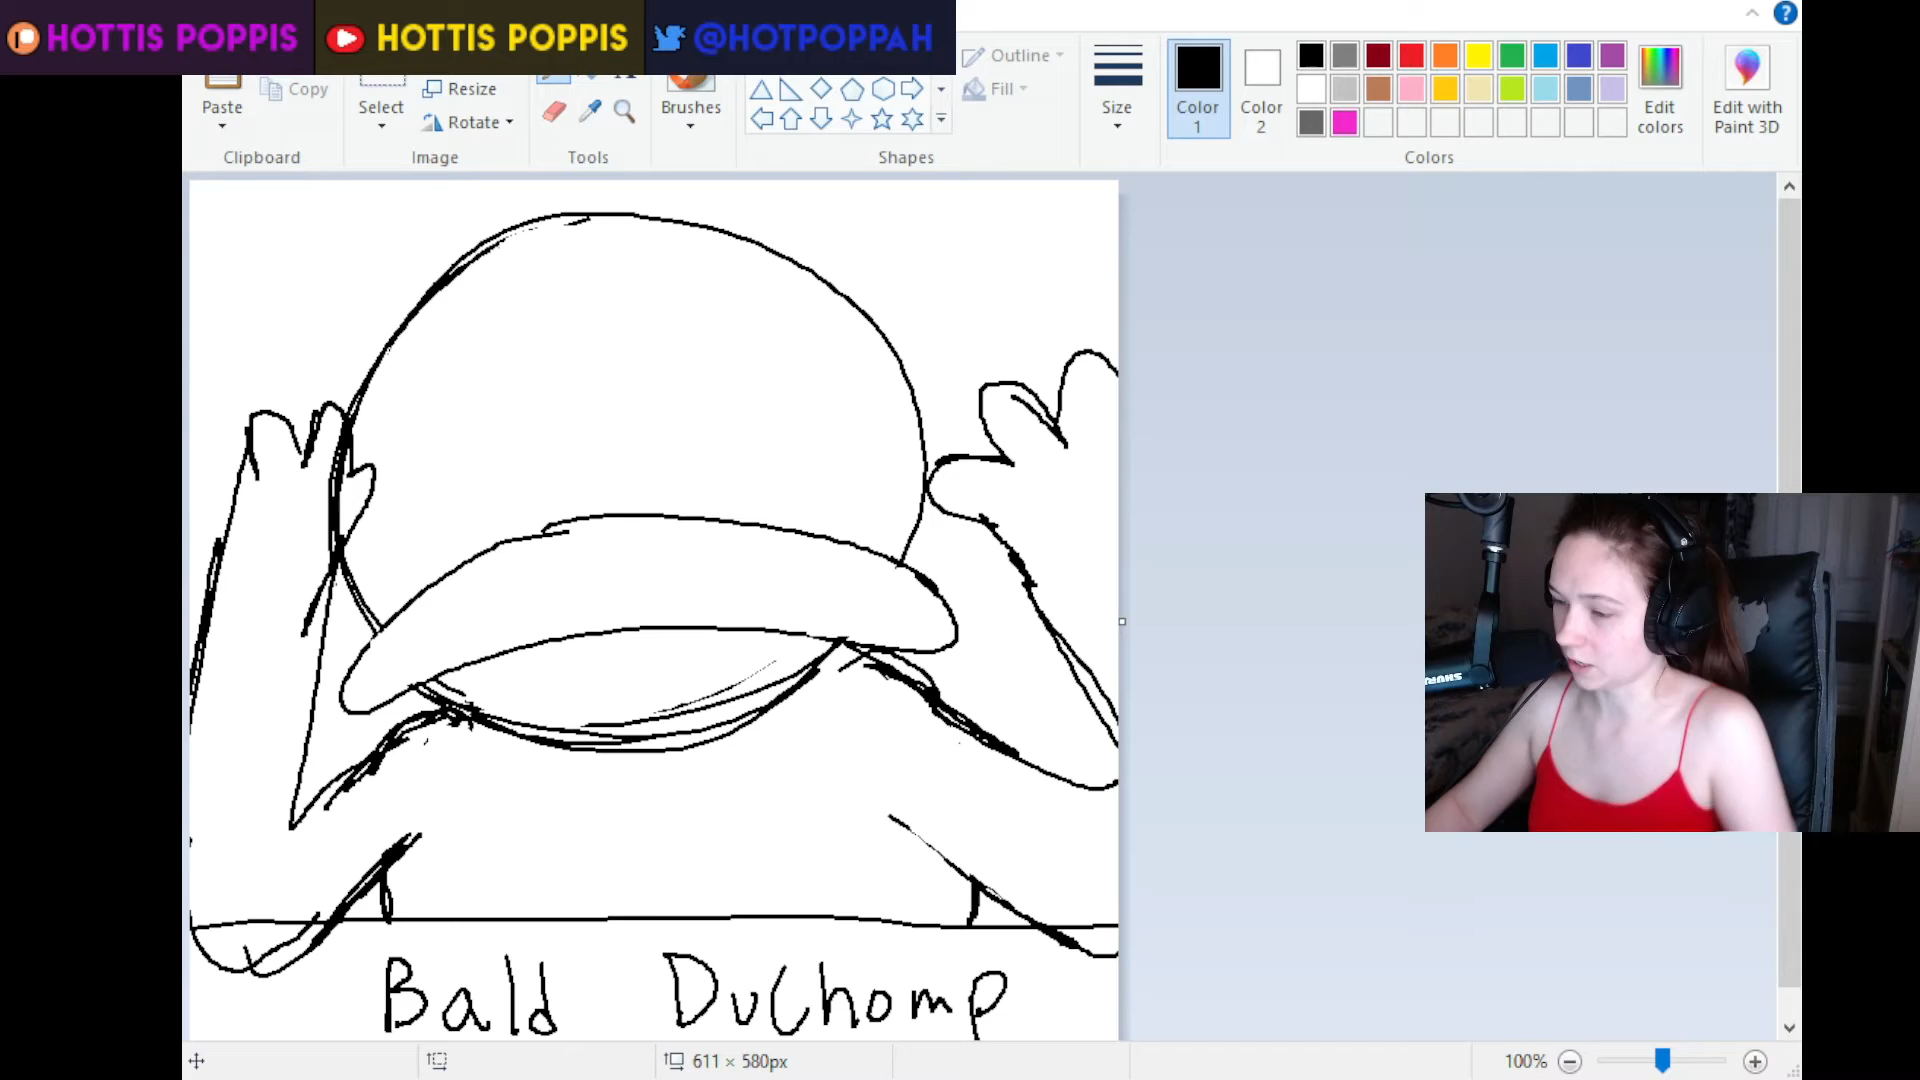 HOTTIS POPPIS HOTTIS POPPIS @HOTPOPPAH
Outline
Copy Resize Fill
Paste Select Brushes Size Color 1 Color 2 Edit colors Edit with Paint 3D
Rotate
Clipboard Image Tools Shapes Colors
SHURE
Bald DuChomp
611 × 580px 100%